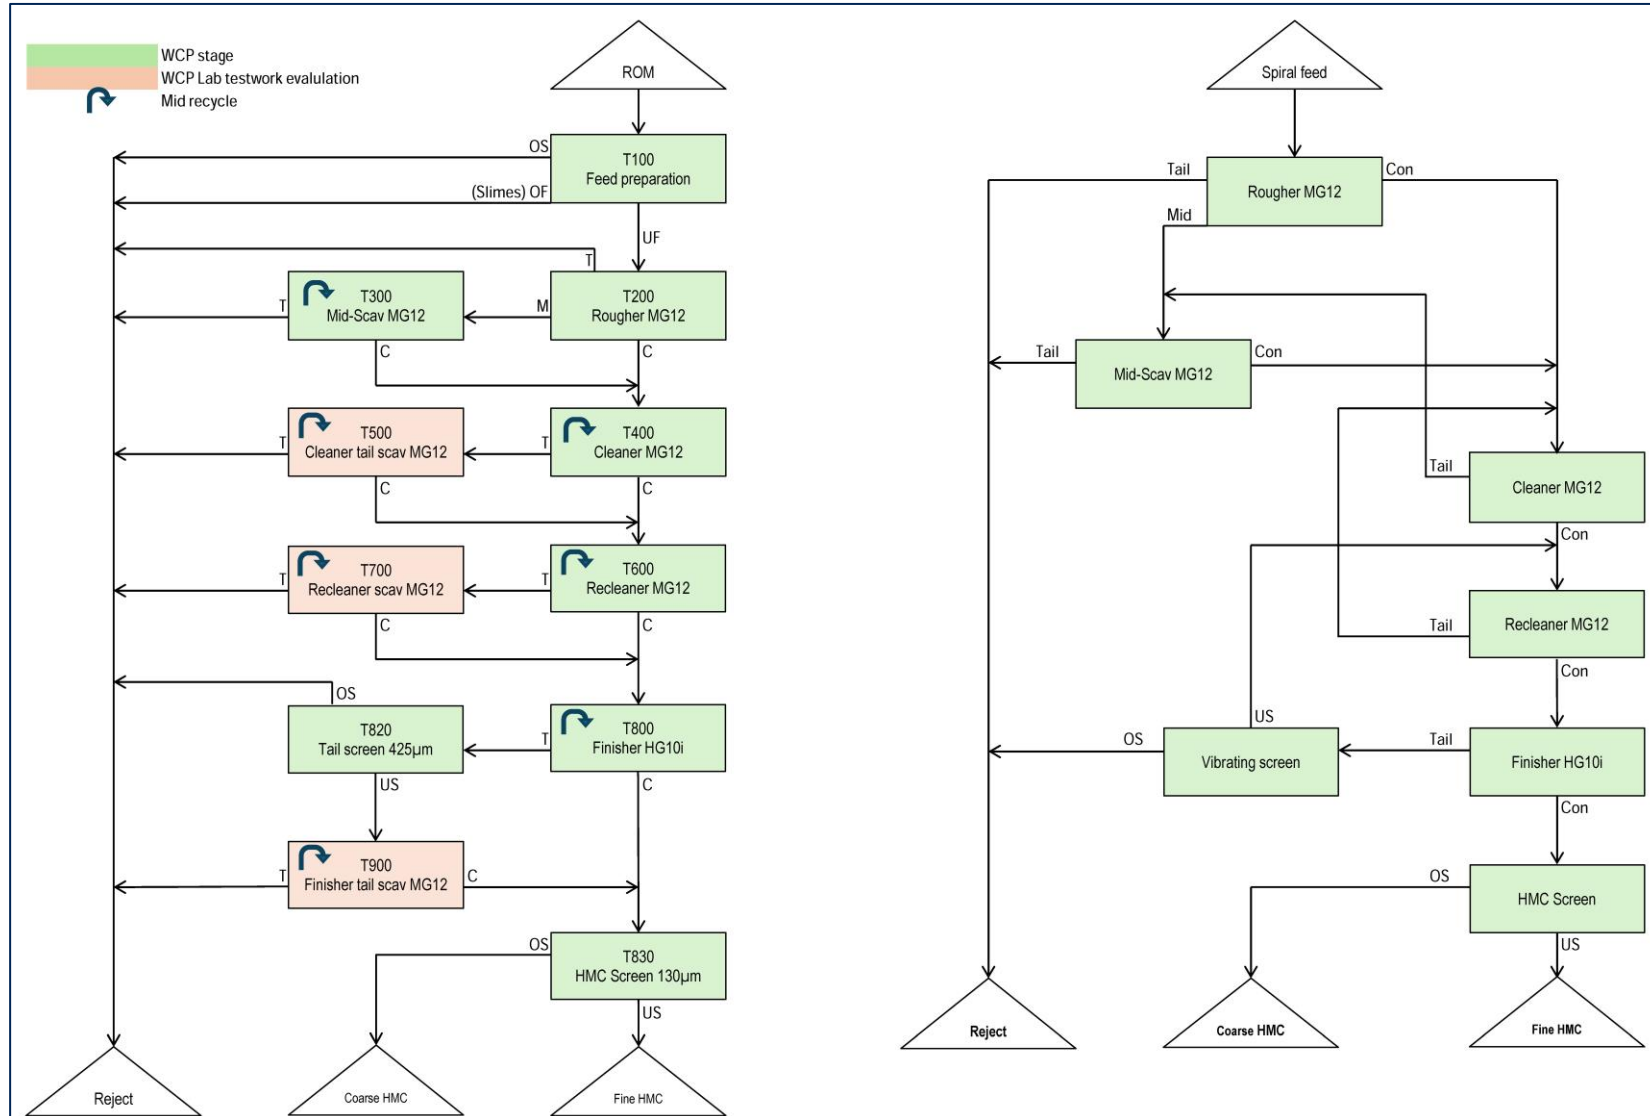 WCP stage
WCP Lab testwork evalulation
Mid recycle
ROM
OS
T100
Feed preparation
(Slimes) OF
UF
T
T300
Mid-Scav MG12
T
M
T200
Rougher MG12
C
C
T500
Cleaner tail scav MG12
T
T
T400
Cleaner MG12
C
C
T700
Recleaner scav MG12
T
T
T600
Recleaner MG12
C
C
OS
T820
Tail screen 425µm
T
T800
Finisher HG10i
US
C
T900
Finisher tail scav MG12
T
C
OS
T830
HMC Screen 130µm
US
Reject
Coarse HMC
Fine HMC
Spiral feed
Tail
Con
Rougher MG12
Mid
Tail
Con
Mid-Scav MG12
Tail
Cleaner MG12
Con
Tail
Recleaner MG12
Con
US
OS
Vibrating screen
Tail
Finisher HG10i
Con
OS
HMC Screen
US
Reject
Coarse HMC
Fine HMC